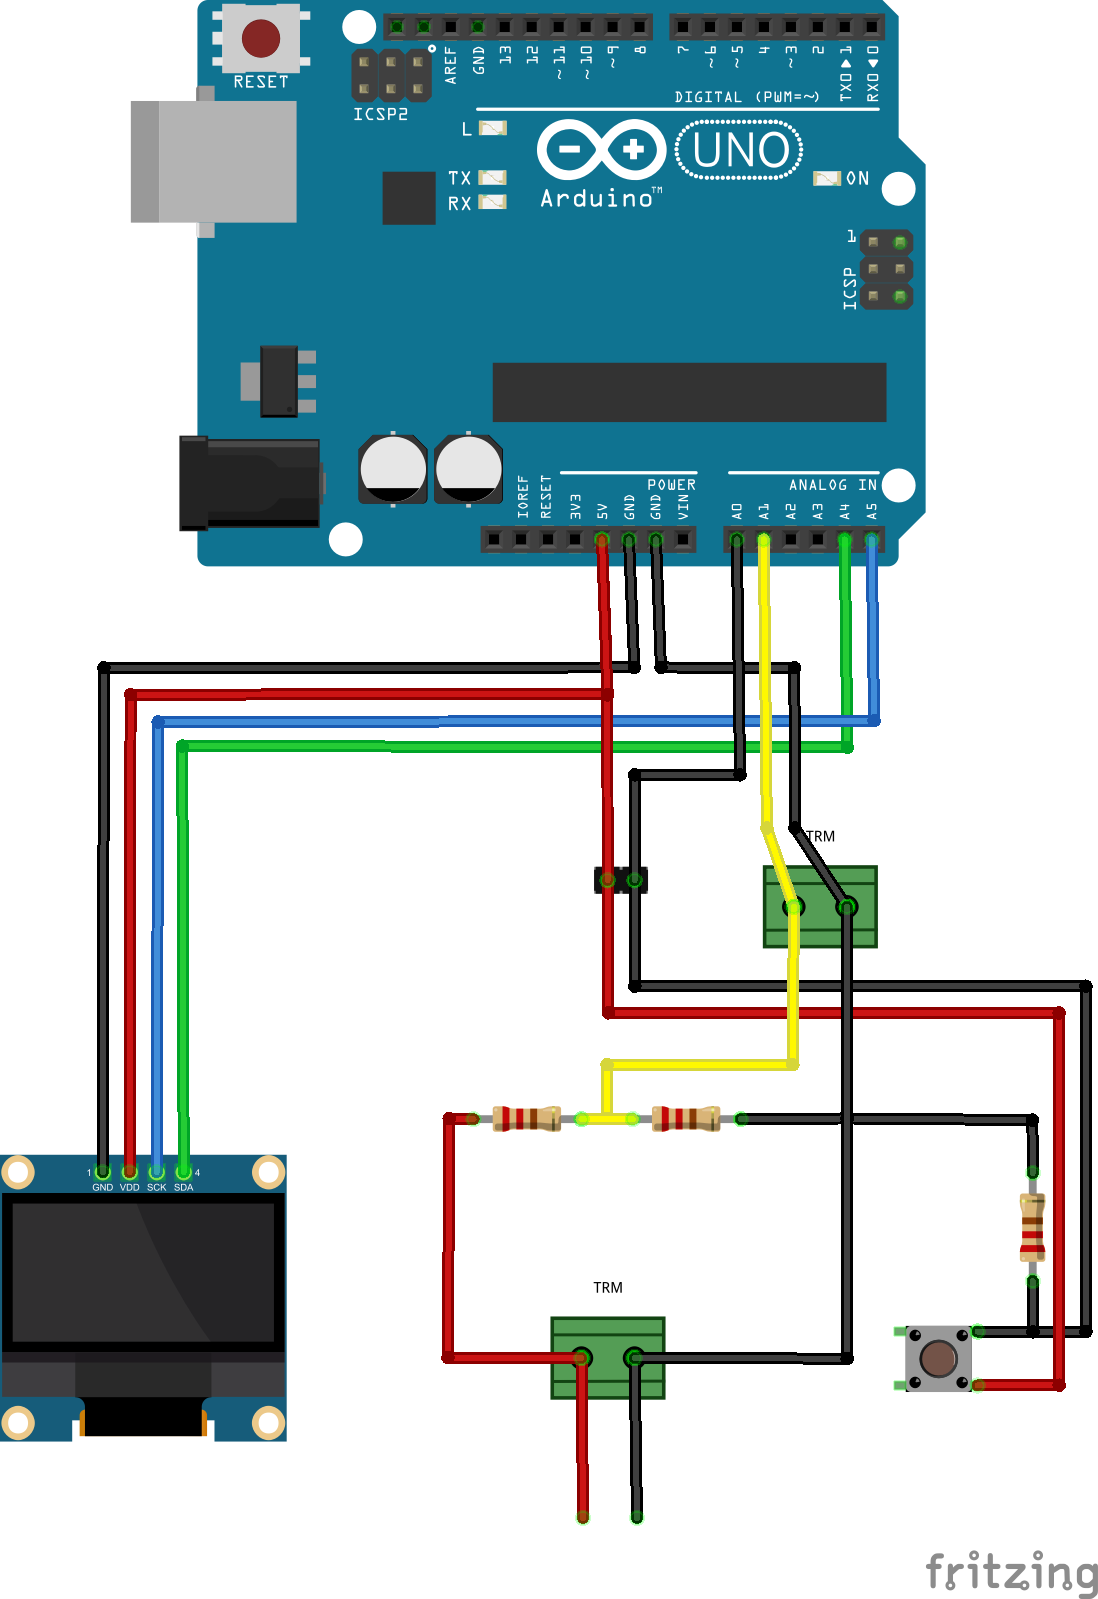 RESET
ICSP2
AREF
GND
13
12
~11
~10
~9
8
7
~6
~5
4
~3
2
TX0▶1
RX0◀0
DIGITAL (PWM=~)
L
TX
RX
Arduino™
UNO
ON
1
ICSP
POWER
ANALOG IN
IOREF
RESET
3V3
5V
GND
GND
VIN
A0
A1
A2
A3
A4
A5
TRM
1
4
GND VDD SCK SDA
TRM
fritzing